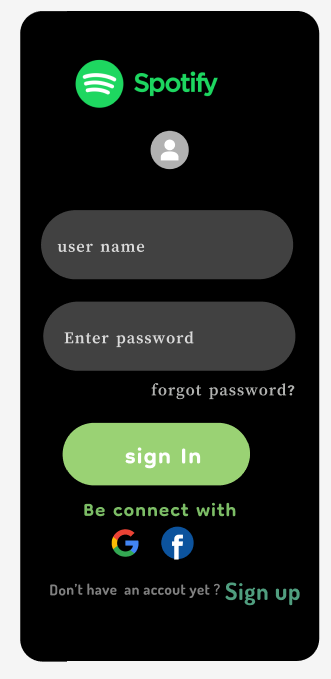 Spotify
user name
Enter password
forgot password?
sign In
Be connect with
Don't have an accout yet ? Sign up